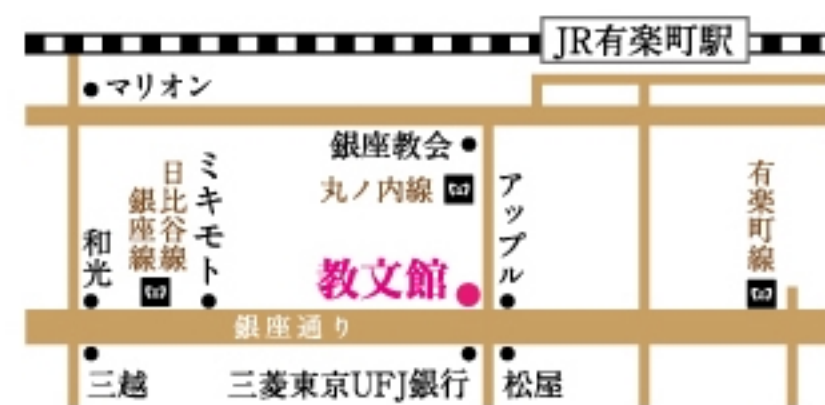 JR有楽町駅
マリオン
銀座教会
丸ノ内線
日比谷線
銀座線
ミキモト
和光
アップル
有楽町線
教文館
銀座通り
三越
三菱東京UFJ銀行
松屋